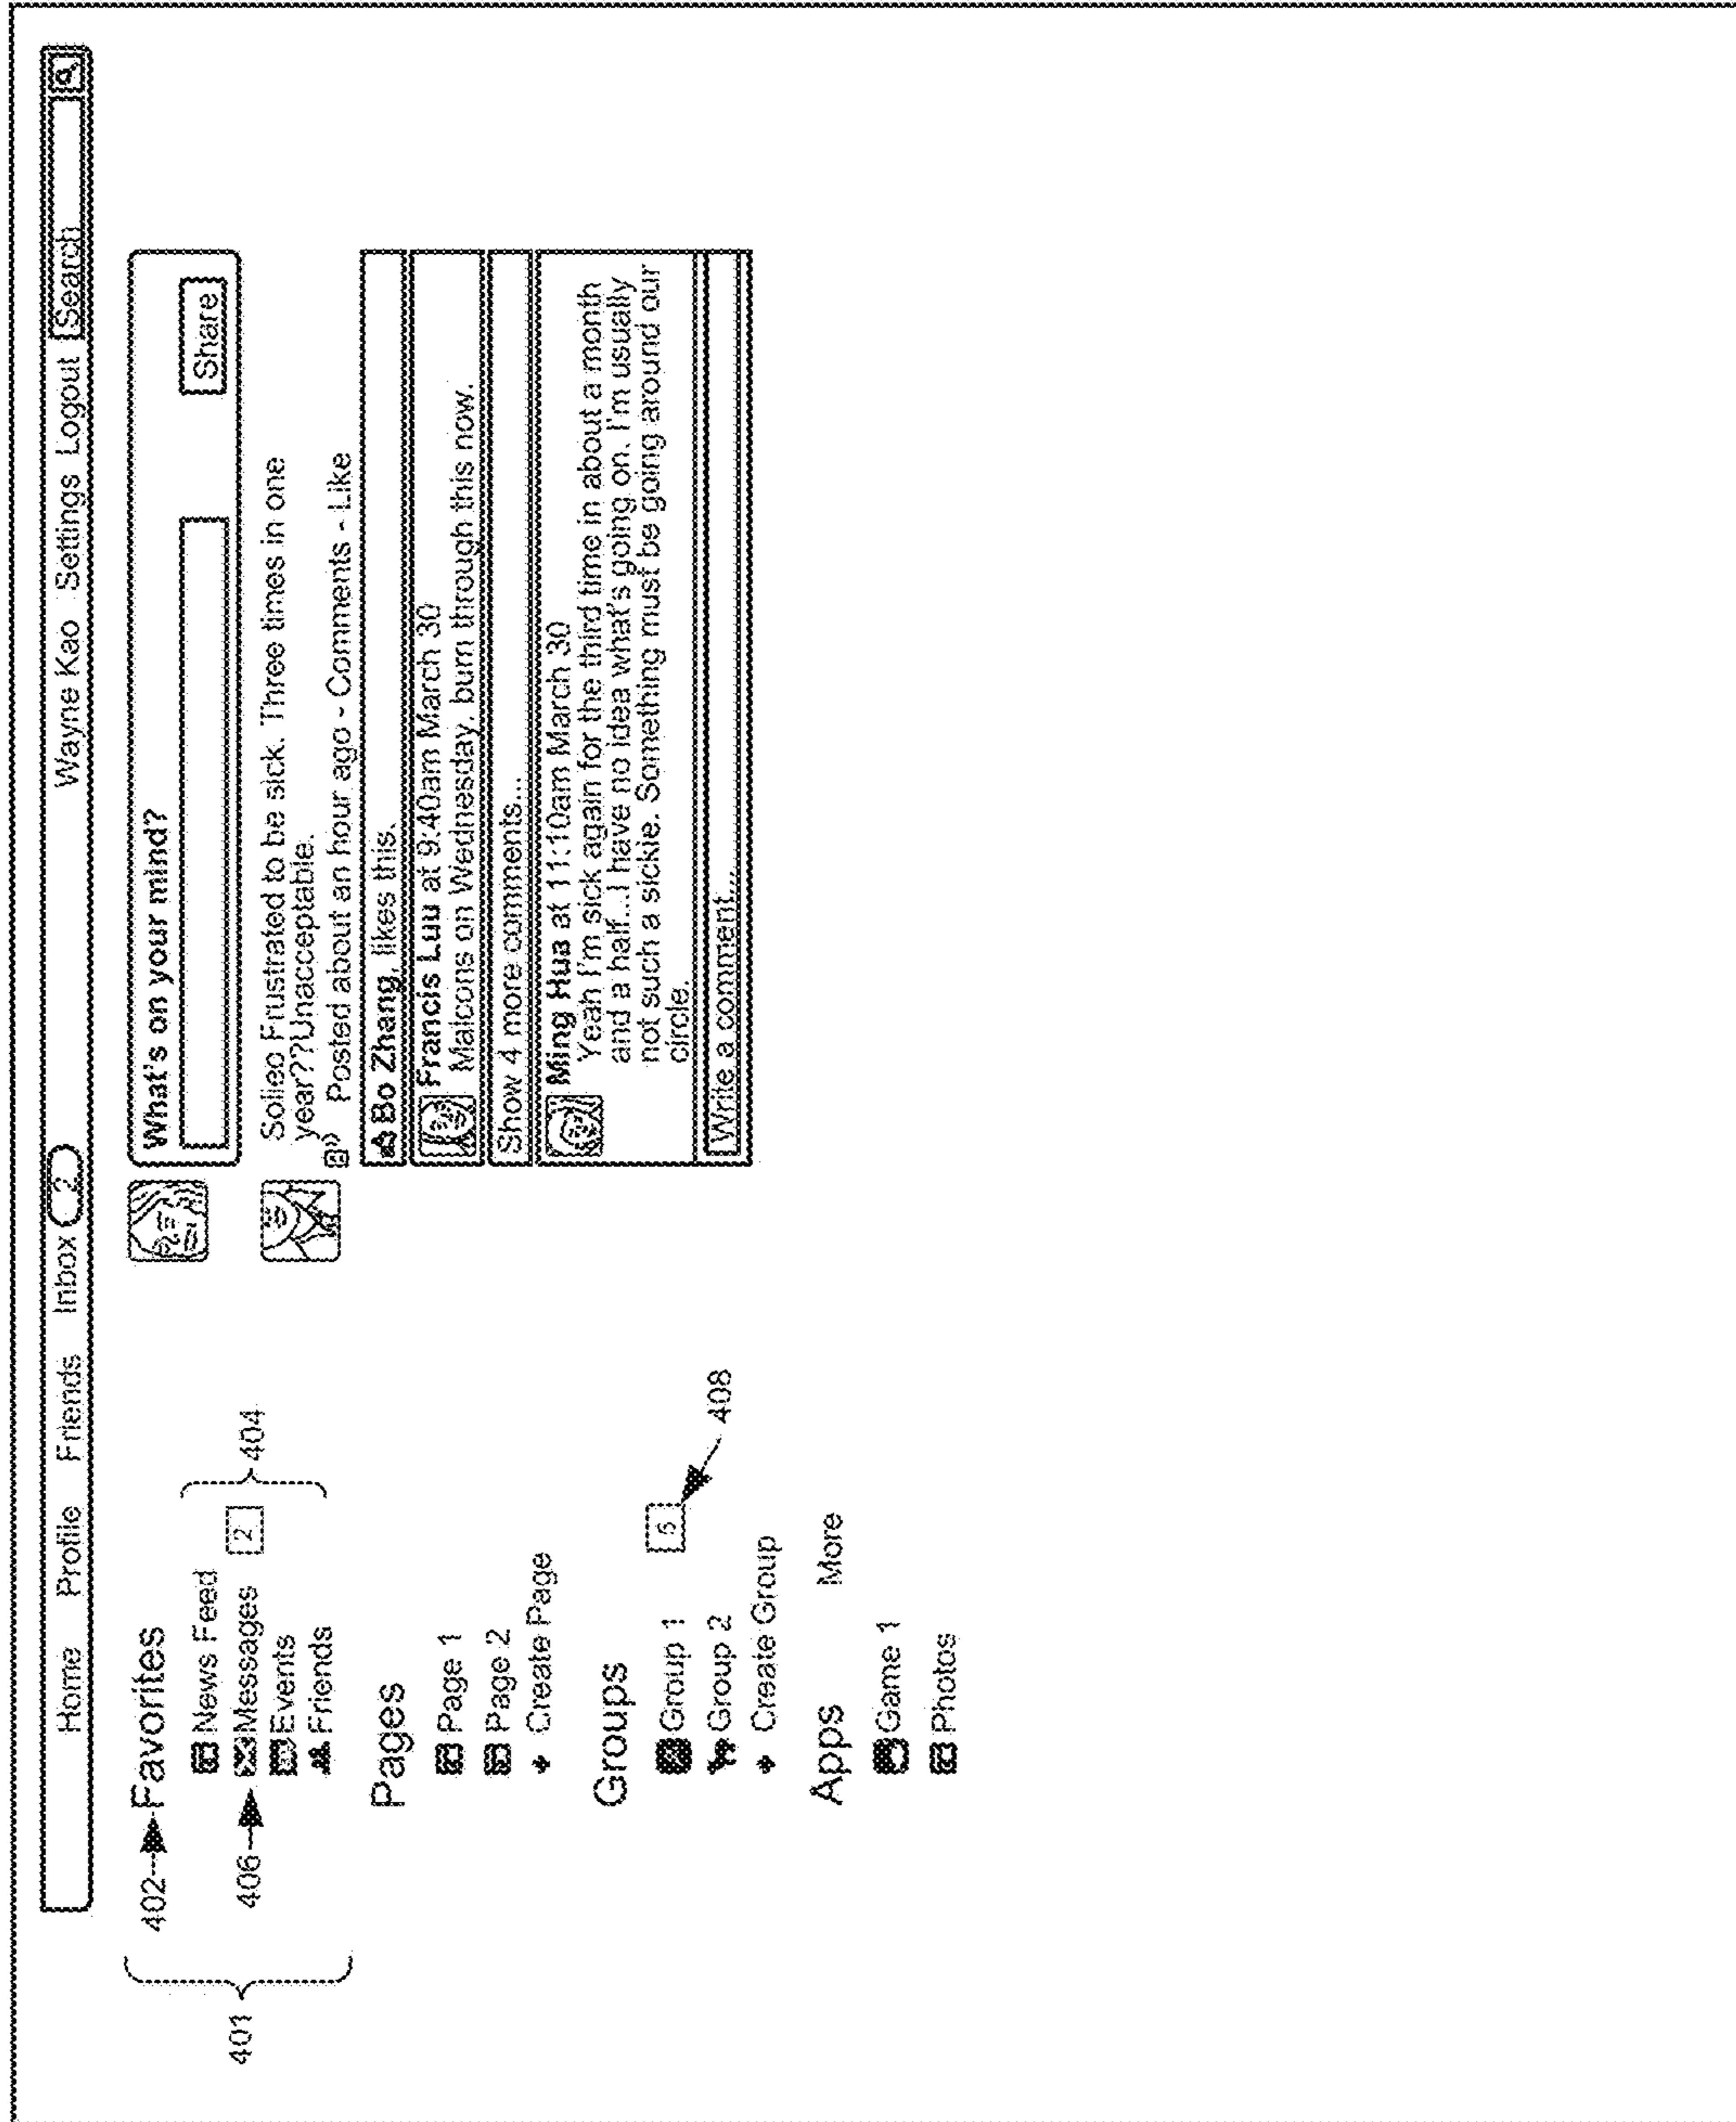 Home Profile Friends Inbox 2 Wayne Kao Settings Logout Search
401
402
Favorites
News Feed
406
Messages 2
404
Events
Friends
Pages
Page 1
Page 2
Create Page
Groups
Group 1 5
408
Group 2
Create Group
Apps More
Game 1
Photos
What's on your mind?
Share
Solieo Frustrated to be sick. Three times in one
year??Unacceptable.
Posted about an hour ago - Comments - Like
Bo Zhang, likes this.
Francis Luu at 9:40am March 30
Malcons on Wednesday, burn through this now.
Show 4 more comments...
Ming Hua at 11:10am March 30
Yeah I'm sick again for the third time in about a month
and a half...I have no idea what's going on. I'm usually
not such a sickie. Something must be going around our
circle.
Write a comment...